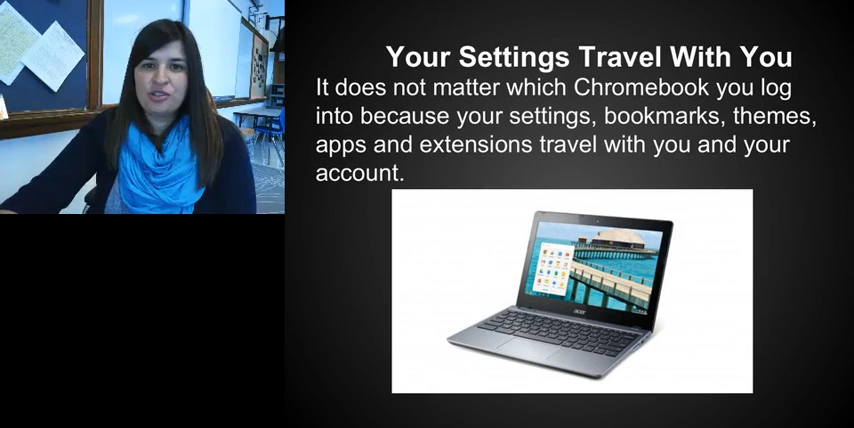 Your Settings Travel With You
It does not matter which Chromebook you log
into because your settings, bookmarks, themes,
apps and extensions travel with you and your
account.
acer